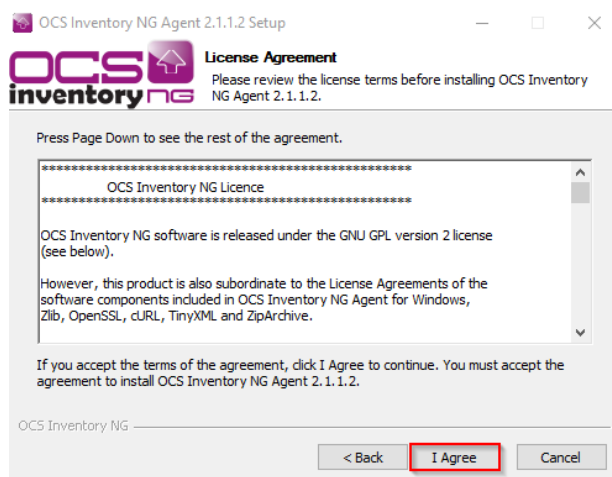 OCS Inventory NG Agent 2.1.1.2 Setup
OCS
inventory NG
License Agreement
Please review the license terms before installing OCS Inventory
NG Agent 2.1.1.2.
Press Page Down to see the rest of the agreement.
**************************************************
OCS Inventory NG Licence
**************************************************
OCS Inventory NG software is released under the GNU GPL version 2 license
(see below).
However, this product is also subordinate to the License Agreements of the
software components included in OCS Inventory NG Agent for Windows,
Zlib, OpenSSL, cURL, TinyXML and ZipArchive.
If you accept the terms of the agreement, click I Agree to continue. You must accept the
agreement to install OCS Inventory NG Agent 2.1.1.2.
OCS Inventory NG
< Back I Agree Cancel